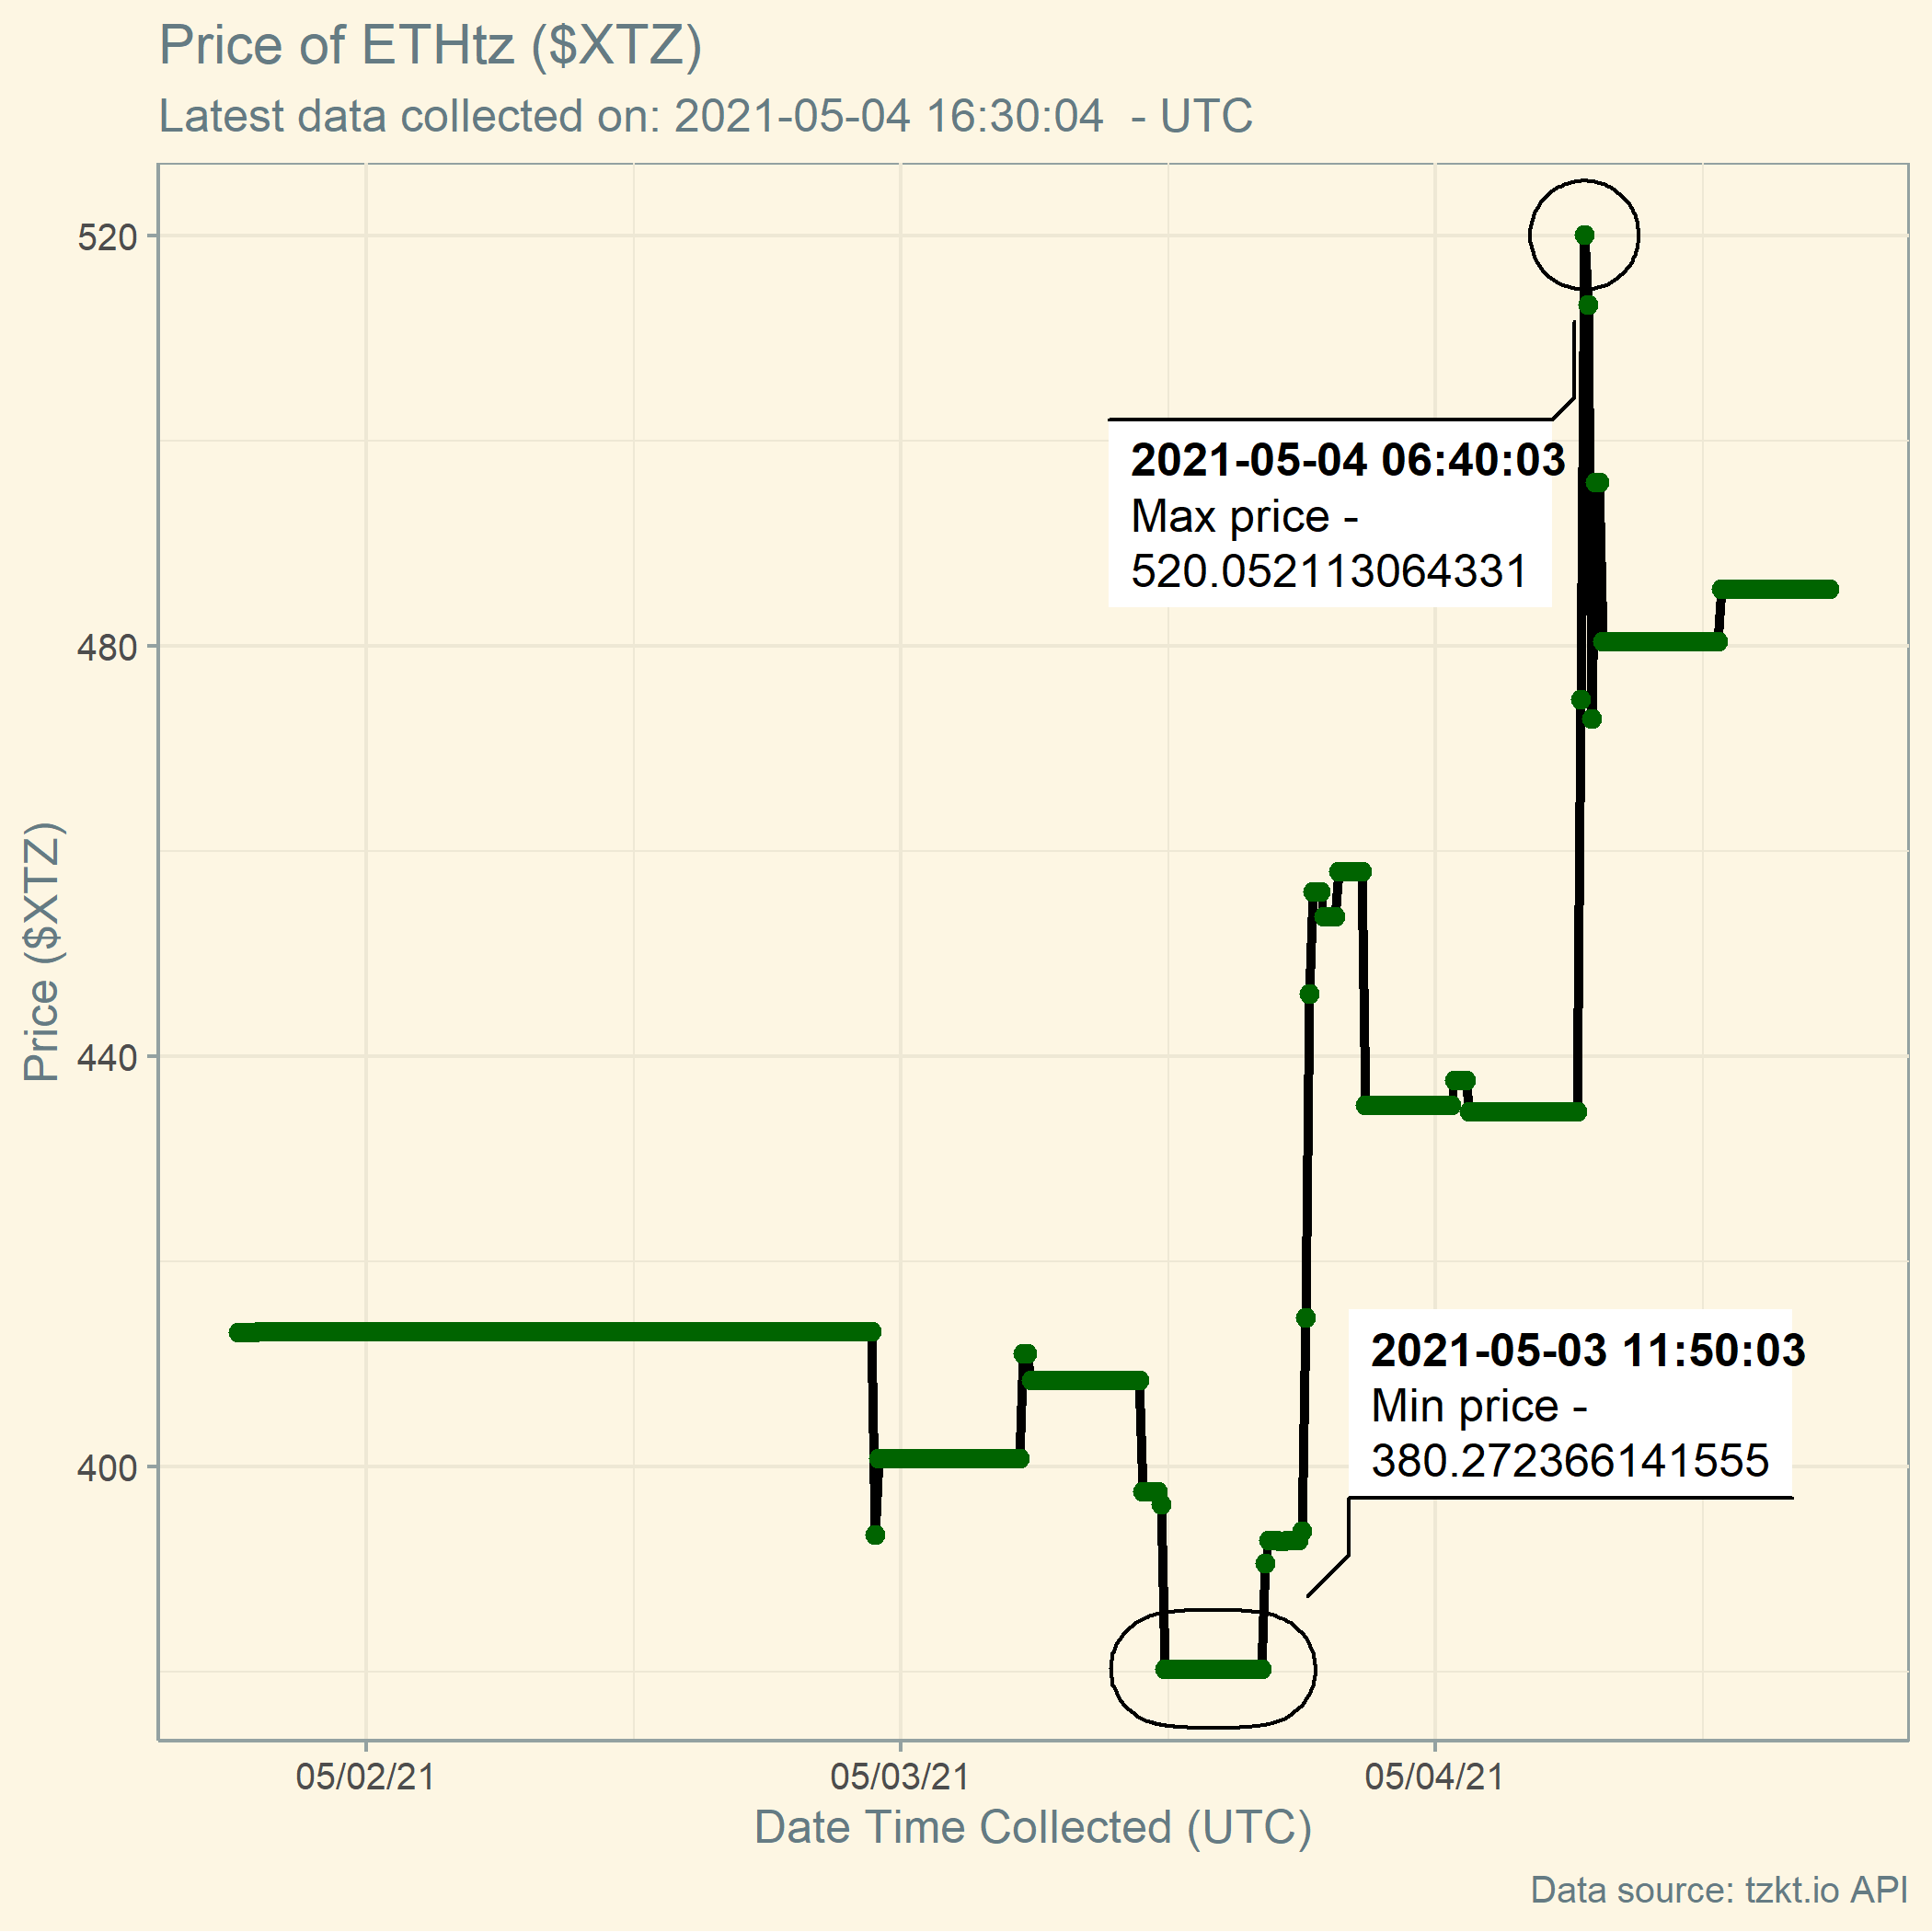 Price of ETHtz ($XTZ)
Latest data collected on: 2021-05-04 16:30:04  - UTC
520
480
440
400
Price ($XTZ)
2021-05-04 06:40:03
Max price -
520.052113064331
2021-05-03 11:50:03
Min price -
380.272366141555
05/02/21
05/03/21
05/04/21
Date Time Collected (UTC)
Data source: tzkt.io API